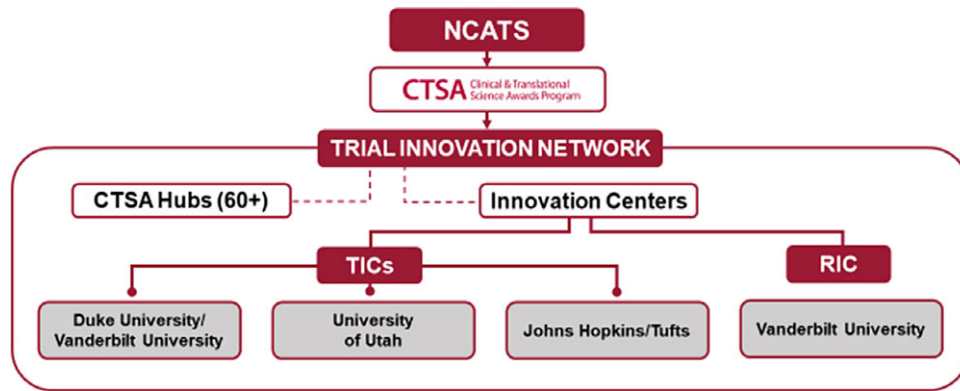 NCATS
CTSA Clinical & Translational
Science Awards Program
TRIAL INNOVATION NETWORK
CTSA Hubs (60+)
Innovation Centers
TICs
RIC
Duke University/
Vanderbilt University
University
of Utah
Johns Hopkins/Tufts
Vanderbilt University